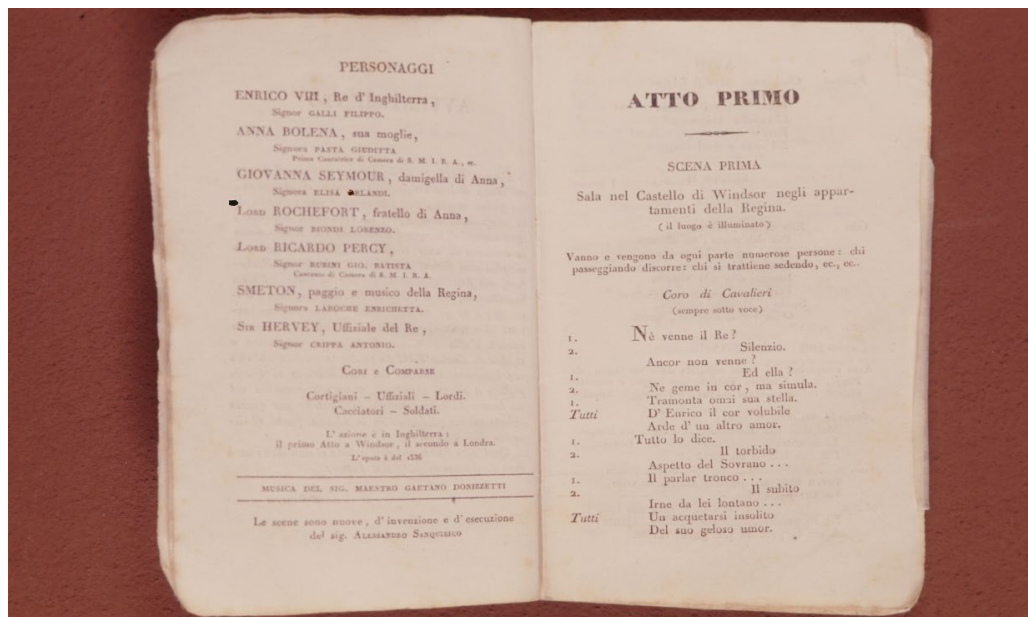 PERSONAGGI
ENRICO VIII, Re d' Inghilterra,
Signor GALLI FILIPPO.
ANNA BOLENA, sua moglie,
Signora PASTA GIUDITTA
Prima Cantatrice di Camera di S. M. I. R. A., ec.
GIOVANNA SEYMOUR, damigella di Anna,
Signora ELISA ORLANDI.
LORD ROCHEFORT, fratello di Anna,
Signor BIONDI LORENZO.
LORD RICARDO PERCY,
Signor RUBINI GIO. BATISTA
Cantante di Camera di S. M. I. R. A.
SMETON, paggio e musico della Regina,
Signora LAROCHE ENRICHETTA.
SIR HERVEY, Uffiziale del Re,
Signor CRIPPA ANTONIO.
CORI e COMPARSE
Cortigiani – Uffiziali – Lordi.
Cacciatori – Soldati.
L' azione è in Inghilterra:
il primo Atto a Windsor, il secondo a Londra.
L' epoca è del 1536
MUSICA DEL SIG. MAESTRO GAETANO DONIZZETTI
Le scene sono nuove, d' invenzione e d' esecuzione
del sig. ALESSANDRO SANQUIRICO
ATTO PRIMO
SCENA PRIMA
Sala nel Castello di Windsor negli appar-
tamenti della Regina.
(il luogo è illuminato)
Vanno e vengono da ogni parte numerose persone: chi
passeggiando discorre: chi si trattiene sedendo, ec., ec..
Coro di Cavalieri
(sempre sotto voce)
1. Nè venne il Re?
2. Silenzio.
Ancor non venne?
1. Ed ella?
2. Ne geme in cor, ma simula.
1. Tramonta omai sua stella.
Tutti D' Enrico il cor volubile
Arde d' un altro amor.
1. Tutto lo dice.
2. Il torbido
Aspetto del Sovrano...
1. Il parlar tronco...
2. Il subito
Irne da lei lontano...
Tutti Un acquetarsi insolito
Del suo geloso umor.